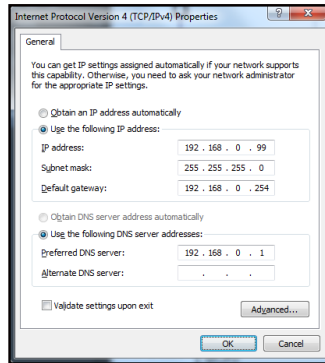 Internet Protocol Version 4 (TCP/IPv4) Properties
General
You can get IP settings assigned automatically if your network supports
this capability. Otherwise, you need to ask your network administrator
for the appropriate IP settings.
Obtain an IP address automatically
Use the following IP address:
IP address: 192 . 168 . 0 . 99
Subnet mask: 255 . 255 . 255 . 0
Default gateway: 192 . 168 . 0 . 254
Obtain DNS server address automatically
Use the following DNS server addresses:
Preferred DNS server: 192 . 168 . 0 . 1
Alternate DNS server: . . .
Validate settings upon exit
Advanced...
OK Cancel